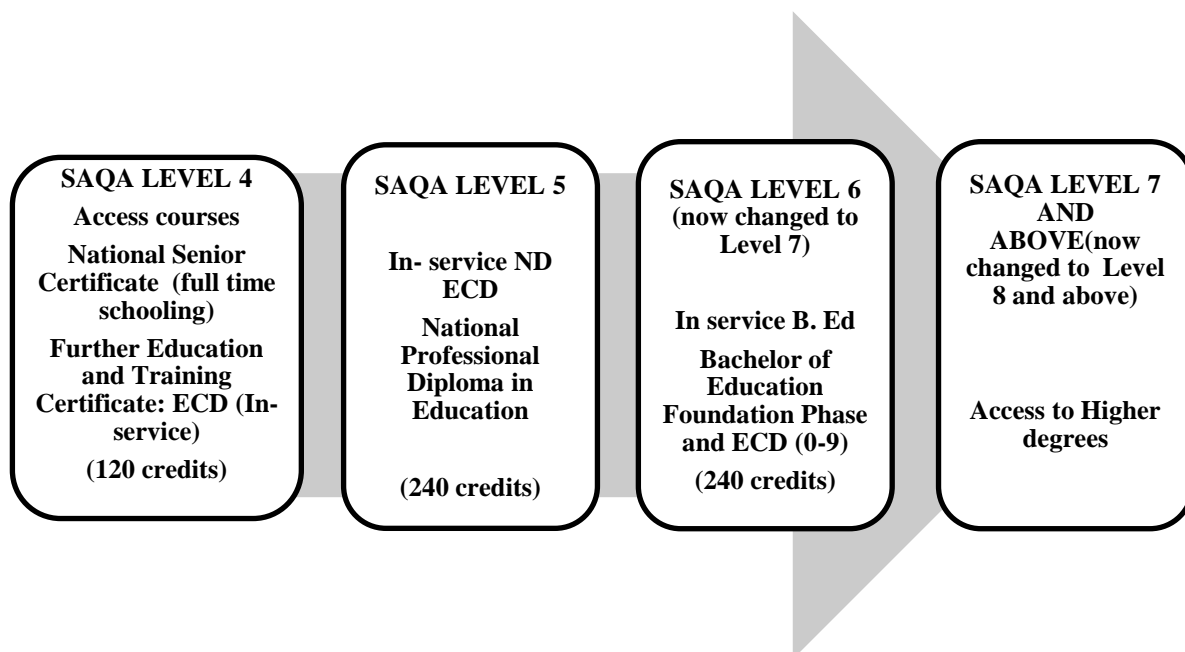 SAQA LEVEL 4
Access courses
National Senior
Certificate (full time
schooling)
Further Education
and Training
Certificate: ECD (In-
service)
(120 credits)
SAQA LEVEL 5
In- service ND
ECD
National
Professional
Diploma in
Education
(240 credits)
SAQA LEVEL 6
(now changed to
Level 7)
In service B. Ed
Bachelor of
Education
Foundation Phase
and ECD (0-9)
(240 credits)
SAQA LEVEL 7
AND
ABOVE(now
changed to Level
8 and above)
Access to Higher
degrees